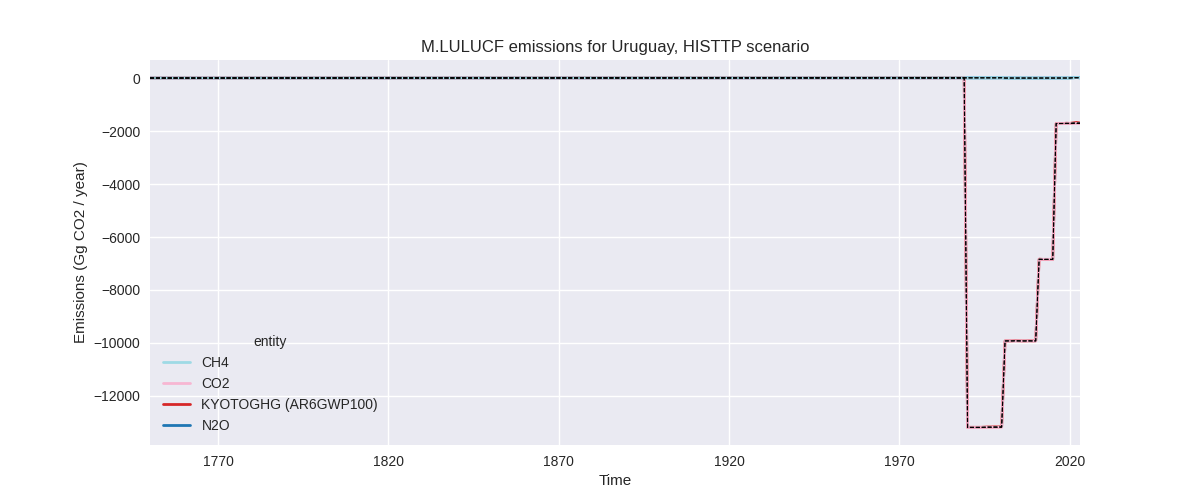 M.LULUCF emissions for Uruguay, HISTTP scenario
0
−2000
−4000
−6000
−8000
−10000
−12000
Emissions (Gg CO2 / year)
entity
CH4
CO2
KYOTOGHG (AR6GWP100)
N2O
1770 1820 1870 1920 1970 2020
Time